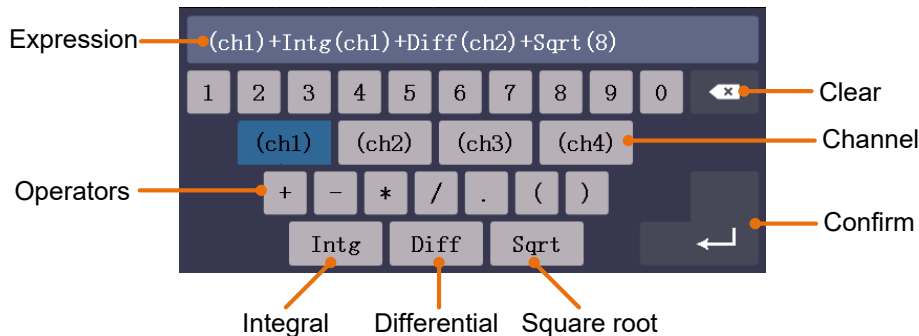 Expression
(ch1)+Intg(ch1)+Diff(ch2)+Sqrt(8)
1 2 3 4 5 6 7 8 9 0
Clear
(ch1) (ch2) (ch3) (ch4)
Channel
Operators
+ - * / . ( )
Confirm
Intg Diff Sqrt
Integral Differential Square root